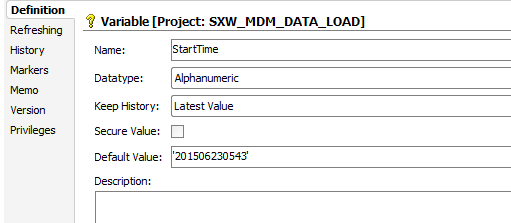 Definition
Refreshing
History
Markers
Memo
Version
Privileges
Variable [Project: SXW_MDM_DATA_LOAD]
Name: StartTime
Datatype: Alphanumeric
Keep History: Latest Value
Secure Value:
Default Value: '201506230543'
Description: